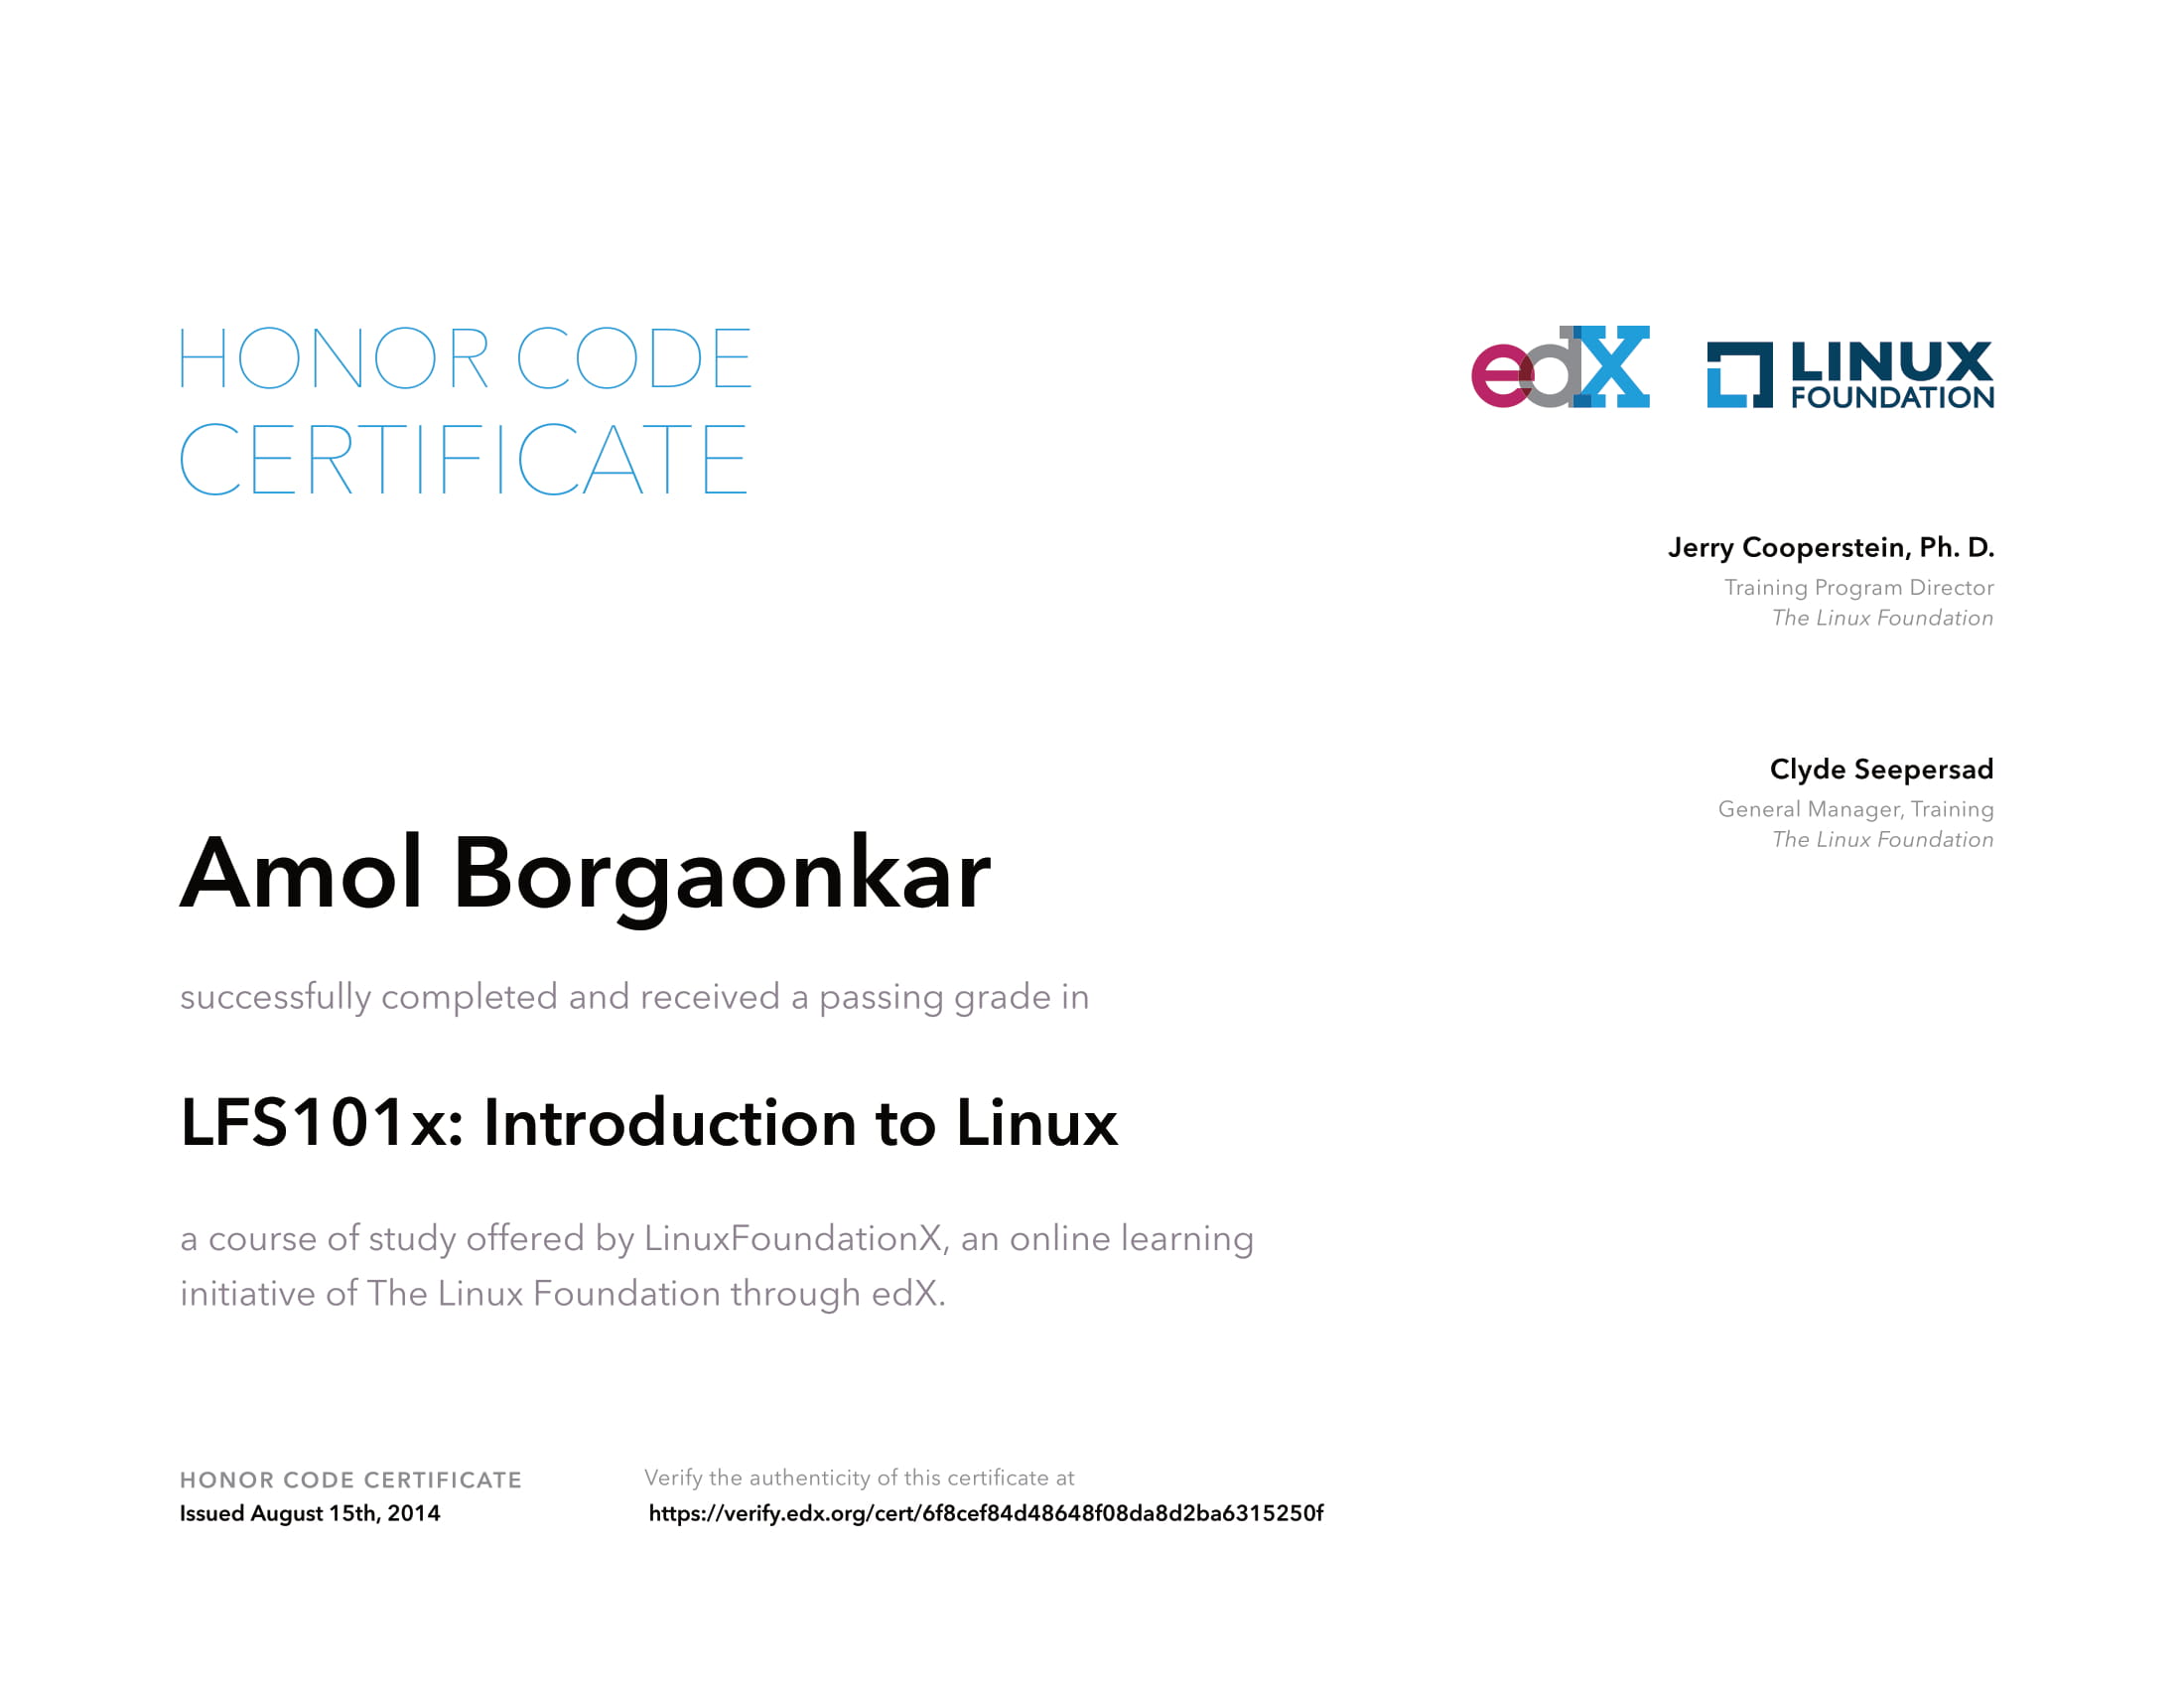 HONOR CODE
CERTIFICATE
edX
LINUX
FOUNDATION
Jerry Cooperstein, Ph. D.
Training Program Director
The Linux Foundation
Clyde Seepersad
General Manager, Training
The Linux Foundation
Amol Borgaonkar
successfully completed and received a passing grade in
LFS101x: Introduction to Linux
a course of study offered by LinuxFoundationX, an online learning
initiative of The Linux Foundation through edX.
HONOR CODE CERTIFICATE
Issued August 15th, 2014
Verify the authenticity of this certificate at
https://verify.edx.org/cert/6f8cef84d48648f08da8d2ba6315250f